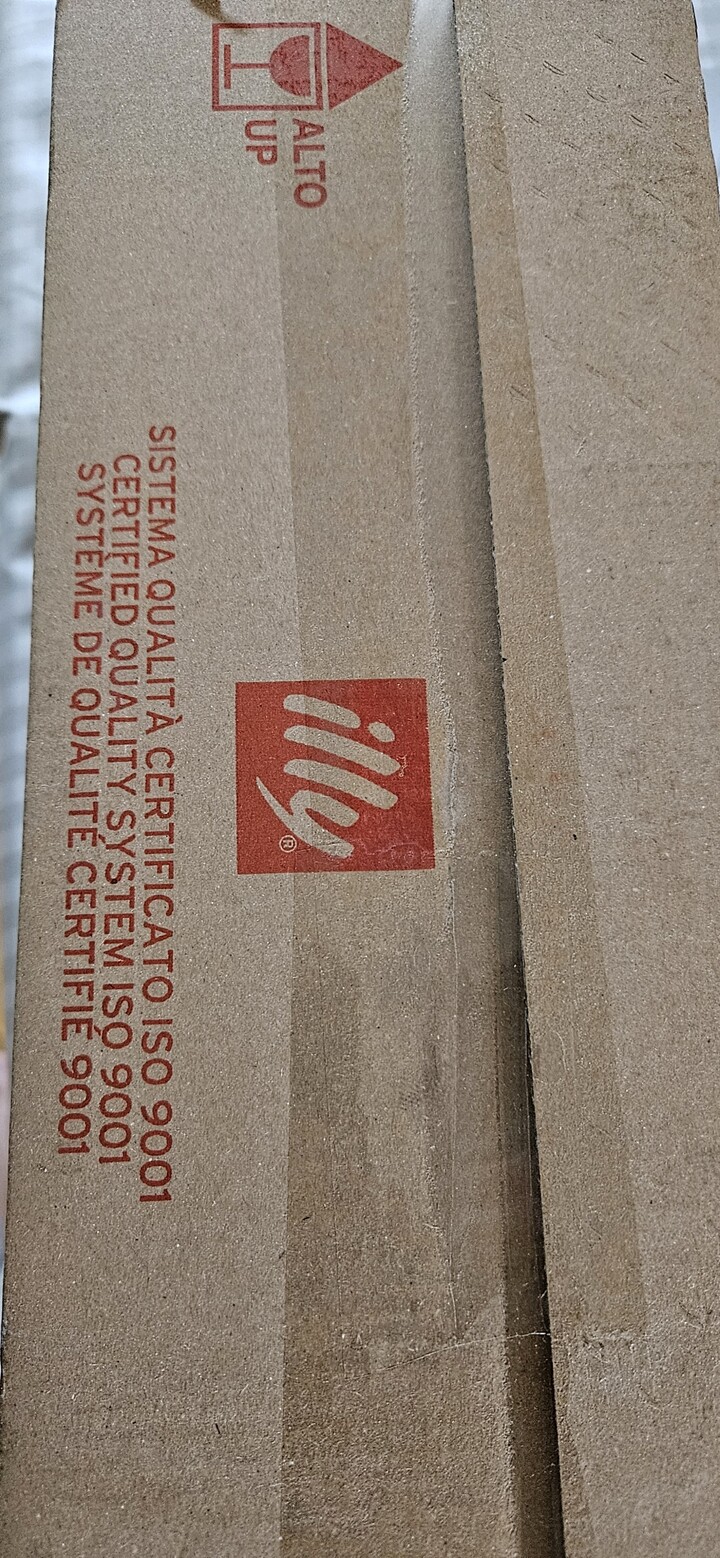 ALTO
UP
illy®
SISTEMA QUALITÀ CERTIFICATO ISO 9001
CERTIFIED QUALITY SYSTEM ISO 9001
SYSTÈME DE QUALITÉ CERTIFIÉ 9001